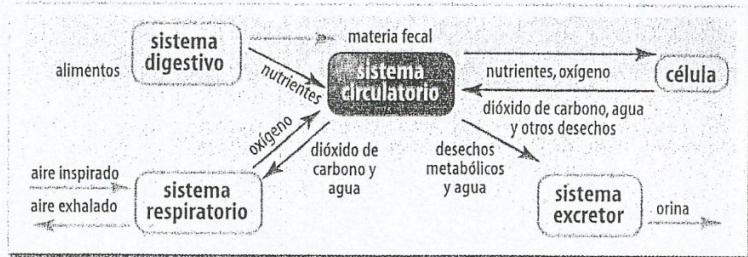 sistema
digestivo
materia fecal
alimentos
nutrientes
sistema
circulatorio
nutrientes, oxígeno
célula
dióxido de carbono, agua
y otros desechos
oxígeno
dióxido de
carbono y
agua
desechos
metabólicos
y agua
aire inspirado
aire exhalado
sistema
respiratorio
sistema
excretor
orina